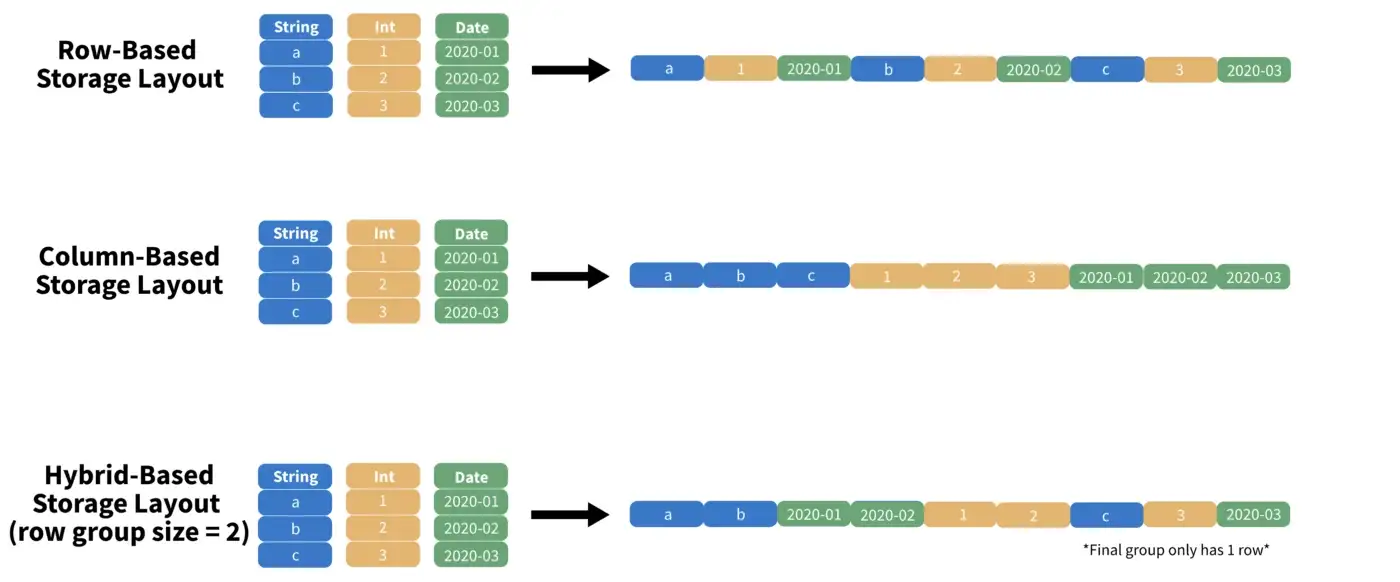 Row-Based
Storage Layout
String Int Date
a 1 2020-01
b 2 2020-02
c 3 2020-03
a 1 2020-01 b 2 2020-02 c 3 2020-03
Column-Based
Storage Layout
String Int Date
a 1 2020-01
b 2 2020-02
c 3 2020-03
a b c 1 2 3 2020-01 2020-02 2020-03
Hybrid-Based
Storage Layout
(row group size = 2)
String Int Date
a 1 2020-01
b 2 2020-02
c 3 2020-03
a b 2020-01 2020-02 1 2 c 3 2020-03
*Final group only has 1 row*